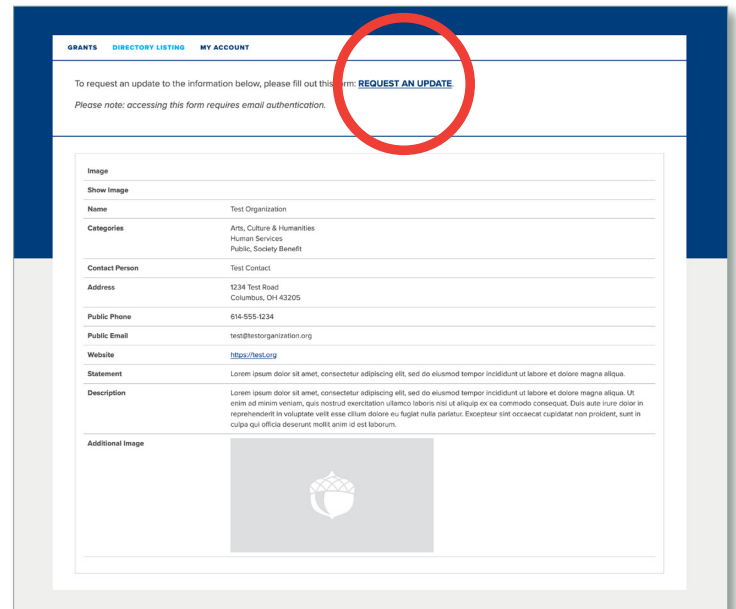 GRANTS DIRECTORY LISTING MY ACCOUNT
To request an update to the information below, please fill out this form: REQUEST AN UPDATE.
Please note: accessing this form requires email authentication.
Image
Show Image
Name Test Organization
Categories Arts, Culture & Humanities
Human Services
Public, Society Benefit
Contact Person Test Contact
Address 1234 Test Road
Columbus, OH 43205
Public Phone 614-555-1234
Public Email test@testorganization.org
Website https://test.org
Statement Lorem ipsum dolor sit amet, consectetur adipiscing elit, sed do eiusmod tempor incididunt ut labore et dolore magna aliqua.
Description Lorem ipsum dolor sit amet, consectetur adipiscing elit, sed do eiusmod tempor incididunt ut labore et dolore magna aliqua. Ut
enim ad minim veniam, quis nostrud exercitation ullamco laboris nisi ut aliquip ex ea commodo consequat. Duis aute irure dolor in
reprehenderit in voluptate velit esse cillum dolore eu fugiat nulla pariatur. Excepteur sint occaecat cupidatat non proident, sunt in
culpa qui officia deserunt mollit anim id est laborum.
Additional Image